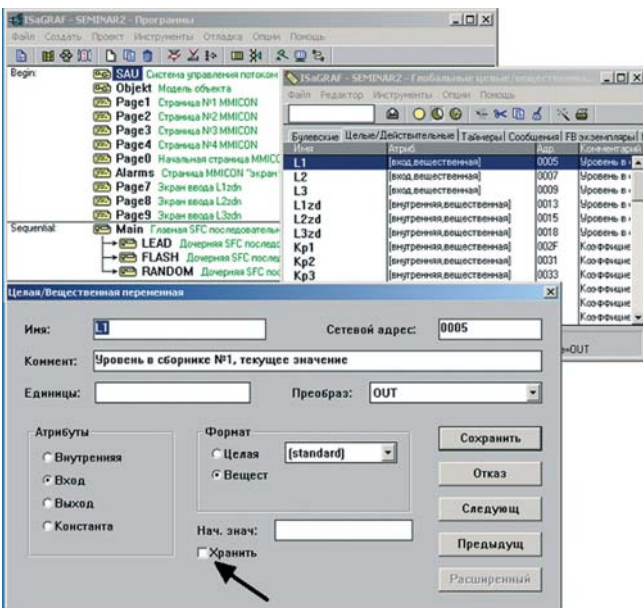 ISaGRAF - SEMINAR2 - Программы
Файл Создать Проект Инструменты Отладка Опции Помощь
Begin:
SAU Система управления потоком
Objekt Модель объекта
Page1 Страница №1 MMICON
Page2 Страница №2 MMICON
Page3 Страница №3 MMICON
Page4 Страница №4 MMICON
Page0 Начальная страница MMICO
Alarms Страница MMICON "экран
Page7 Экран ввода L1zdn
Page8 Экран ввода L2zdn
Page9 Экран ввода L3zdn
Sequential:
Main Главная SFC
LEAD Дочерняя SFC
FLASH Дочерняя SFC
RANDOM Дочерняя SFC
ISaGRAF - SEMINAR2 - Глобальные целые/
Файл Редактор Инструменты Опции Помощь
Булевские Целые/Действительные Таймеры Сообщения FB экземпляры
Имя Атриб. Адр. Комментарий
L1 [вход,вещественная] 0005 Уровень в
L2 [вход,вещественная] 0007 Уровень в
L3 [вход,вещественная] 0009 Уровень в
L1zd [внутренняя,вещественная] 0013 Уровень в
L2zd [внутренняя,вещественная] 0015 Уровень в
L3zd [внутренняя,вещественная] 0018 Уровень в
Kp1 [внутренняя,вещественная] 002F Коэффицие
Kp2 [внутренняя,вещественная] 0031 Коэффицие
Kp3 [внутренняя,вещественная] 0033 Коэффицие
Коэффицие
Коэффицие
=OUT
Целая/Вещественная переменная
Имя: L1 Сетевой адрес: 0005
Коммент: Уровень в сборнике №1, текущее значение
Единицы: Преобраз: OUT
Атрибуты
Внутренняя
Вход
Выход
Константа
Формат
Целая (standard)
Вещест
Нач. знач:
Хранить
Сохранить
Отказ
Следующ
Предыдущ
Расширенный